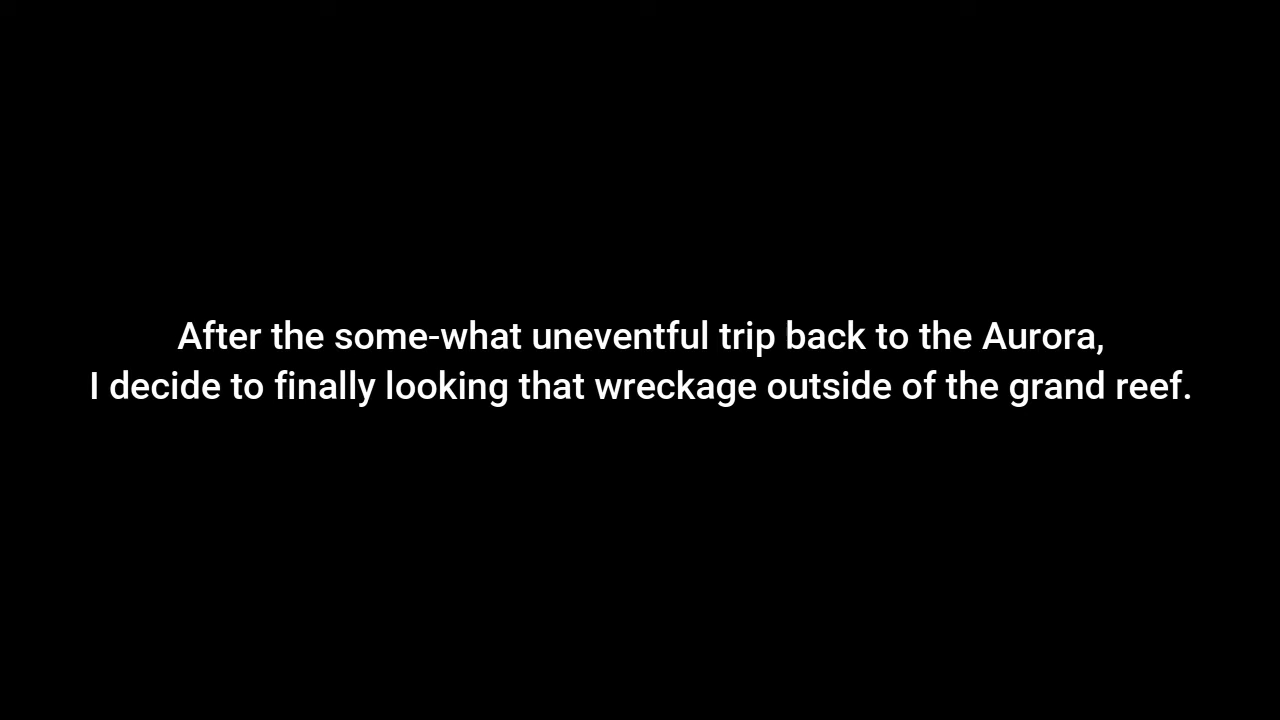 After the some-what uneventful trip back to the Aurora,
I decide to finally looking that wreckage outside of the grand reef.